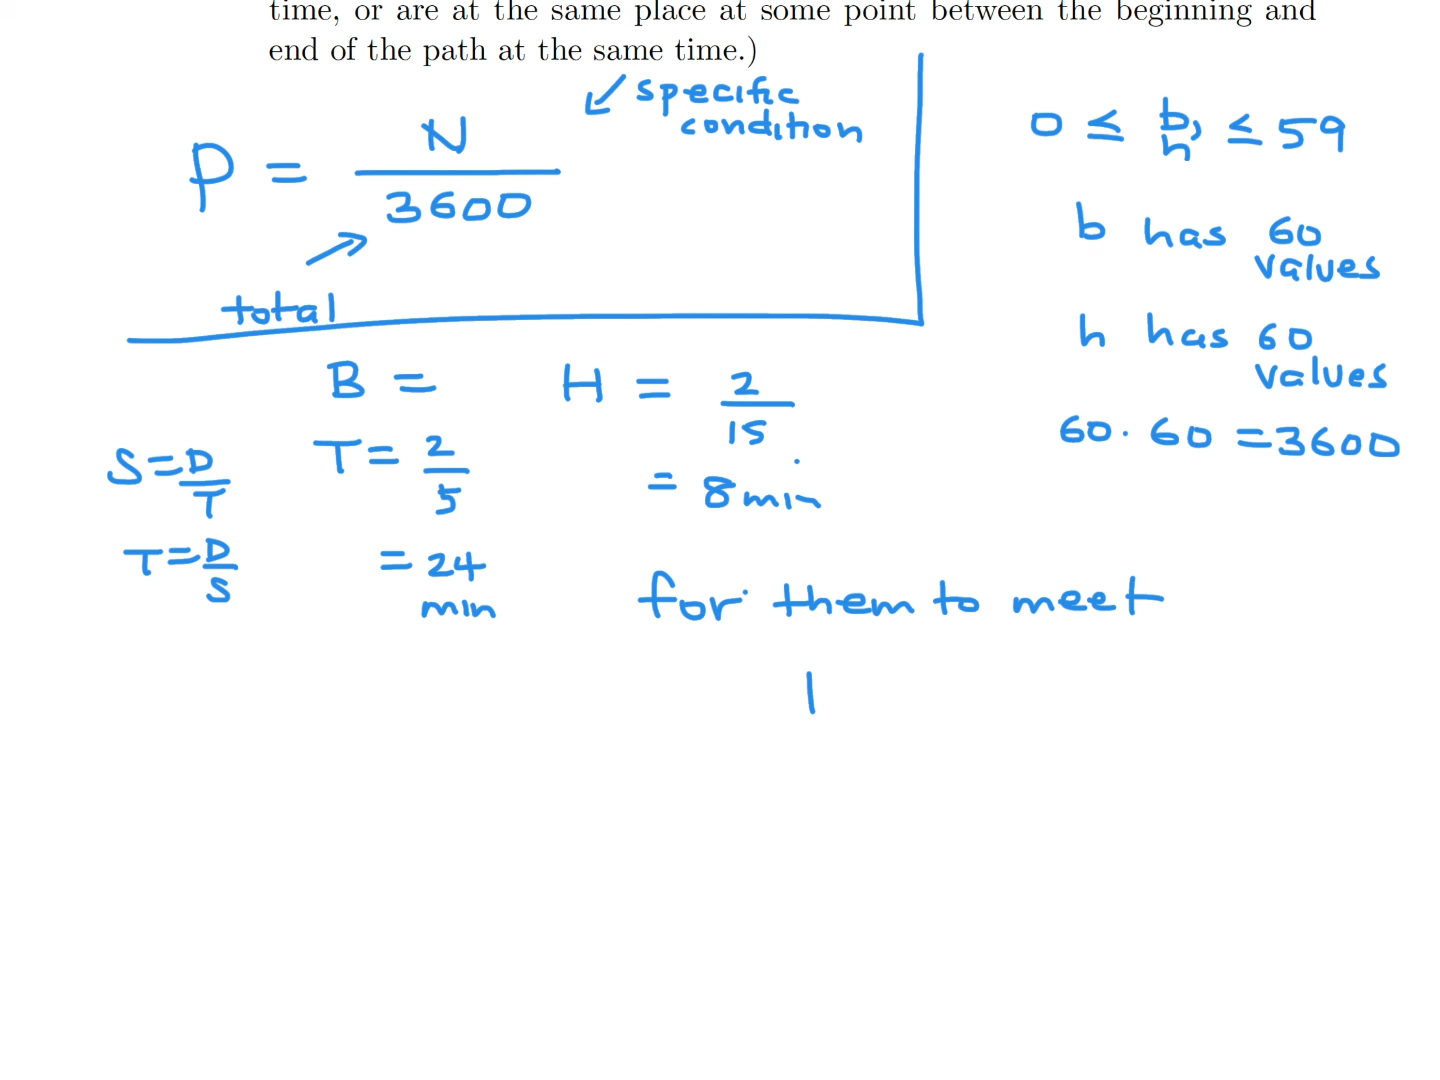 time, or are at the same place at some point between the beginning and
end of the path at the same time.)
P = N / 3600
specific
condition
total
0 ≤ b, h ≤ 59
b has 60
values
h has 60
values
60 · 60 = 3600
B =
T = 2/5
= 24
min
H = 2/15
= 8 min
S = D/T
T = D/S
for them to meet
|